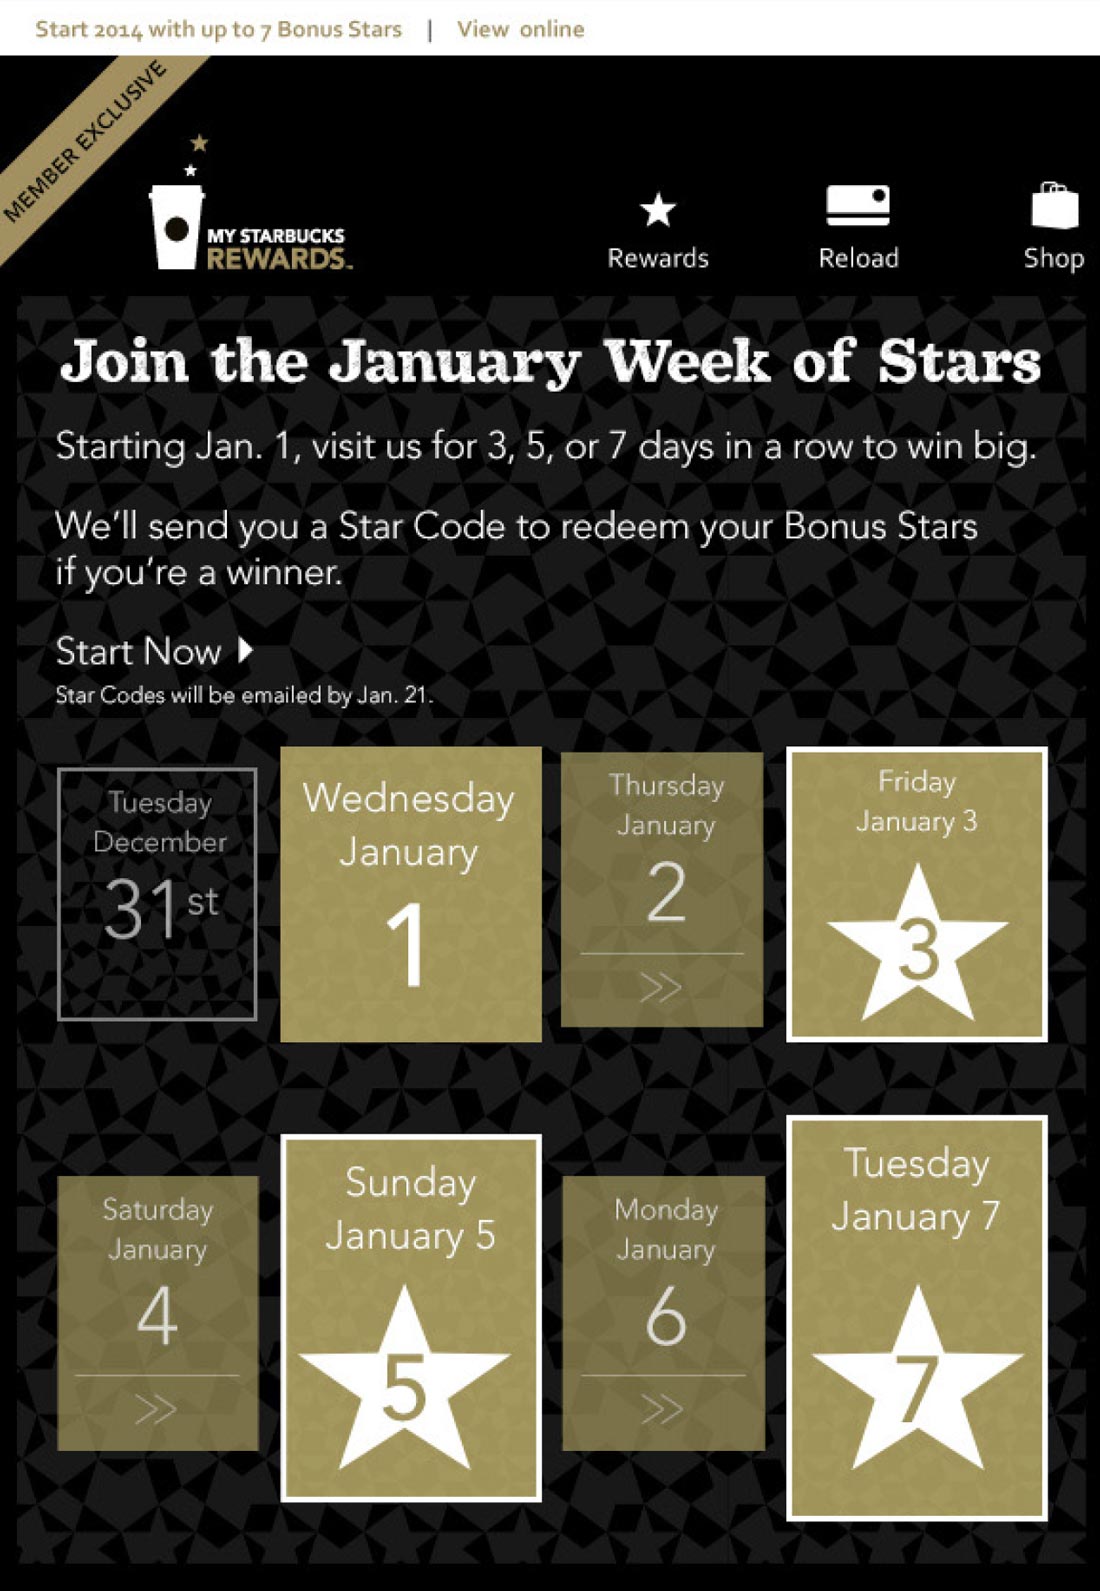 Start 2014 with up to 7 Bonus Stars | View online
MEMBER EXCLUSIVE
MY STARBUCKS
REWARDS™
Rewards
Reload
Shop
Join the January Week of Stars
Starting Jan. 1, visit us for 3, 5, or 7 days in a row to win big.
We'll send you a Star Code to redeem your Bonus Stars
if you're a winner.
Start Now
Star Codes will be emailed by Jan. 21.
Tuesday
December
31st
Wednesday
January
1
Thursday
January
2
>>
Friday
January 3
3
Saturday
January
4
>>
Sunday
January 5
5
Monday
January
6
>>
Tuesday
January 7
7